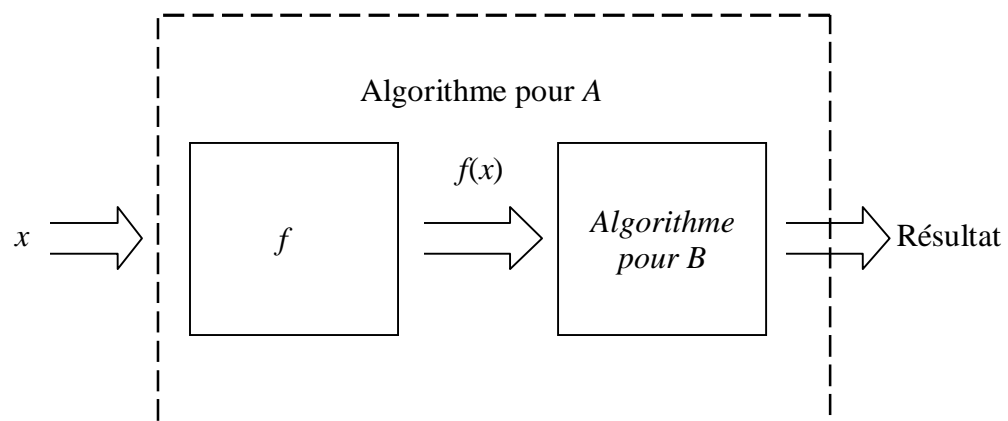 Algorithme pour A
x
f
f(x)
Algorithme
pour B
Résultat